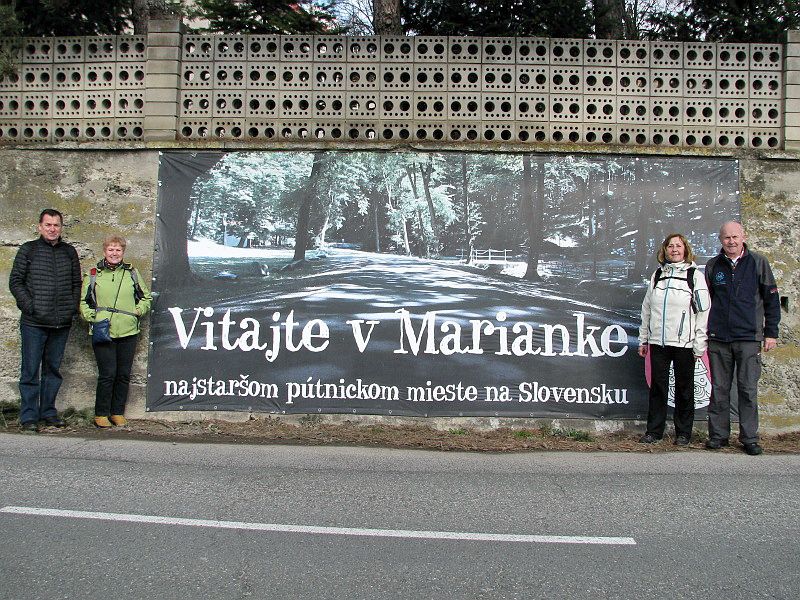 Vitajte v Marianke
najstaršom pútnickom mieste na Slovensku